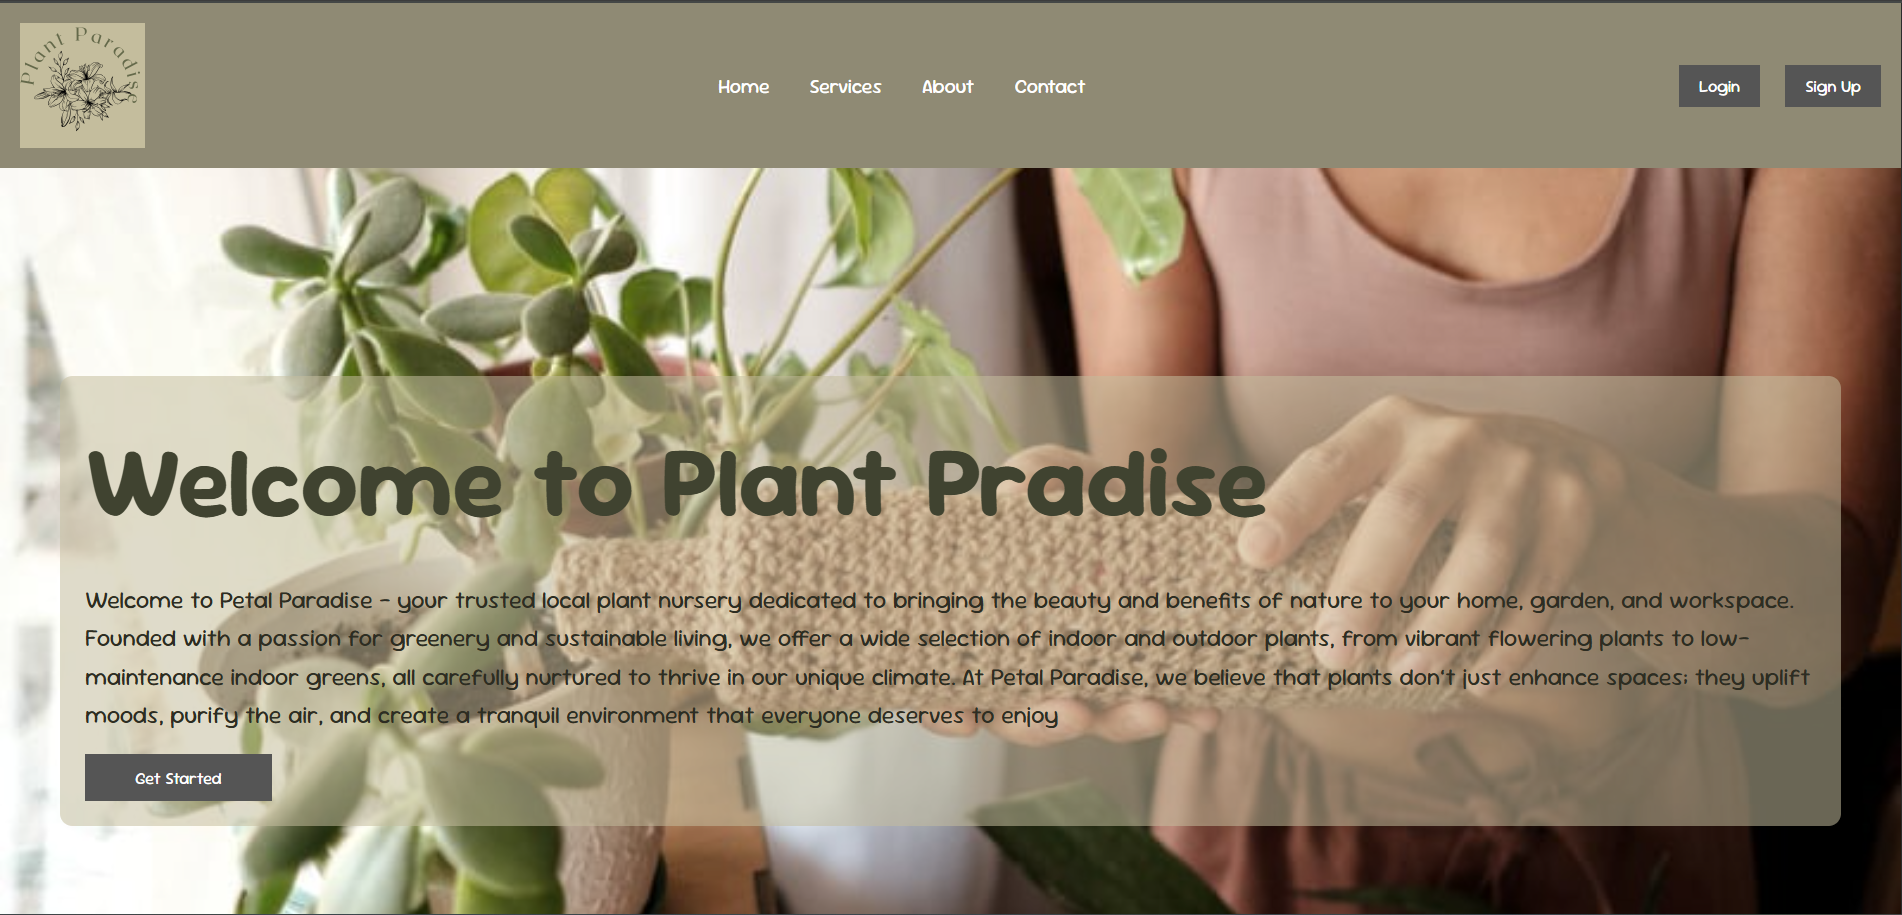 Plant Paradise
Home Services About Contact
Login Sign Up
Welcome to Plant Pradise
Welcome to Petal Paradise - your trusted local plant nursery dedicated to bringing the beauty and benefits of nature to your home, garden, and workspace.
Founded with a passion for greenery and sustainable living, we offer a wide selection of indoor and outdoor plants, from vibrant flowering plants to low-
maintenance indoor greens, all carefully nurtured to thrive in our unique climate. At Petal Paradise, we believe that plants don't just enhance spaces; they uplift
moods, purify the air, and create a tranquil environment that everyone deserves to enjoy
Get Started